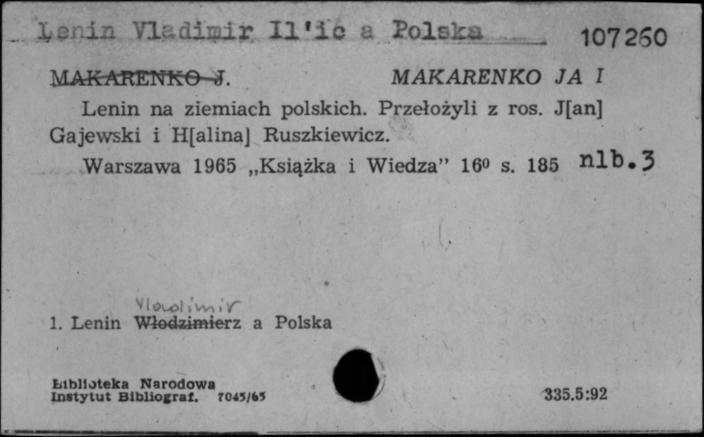 Lenin Vladimir Il'ic a Polska 107260
MAKARENKO J. MAKARENKO JA I
Lenin na ziemiach polskich. Przełożyli z ros. J[an]
Gajewski i H[alina] Ruszkiewicz.
Warszawa 1965 „Książka i Wiedza” 16⁰ s. 185 nlb.3
Vladimir
1. Lenin Włodzimierz a Polska
Biblioteka Narodowa
Instytut Bibliograf. 7045/65 335.5:92